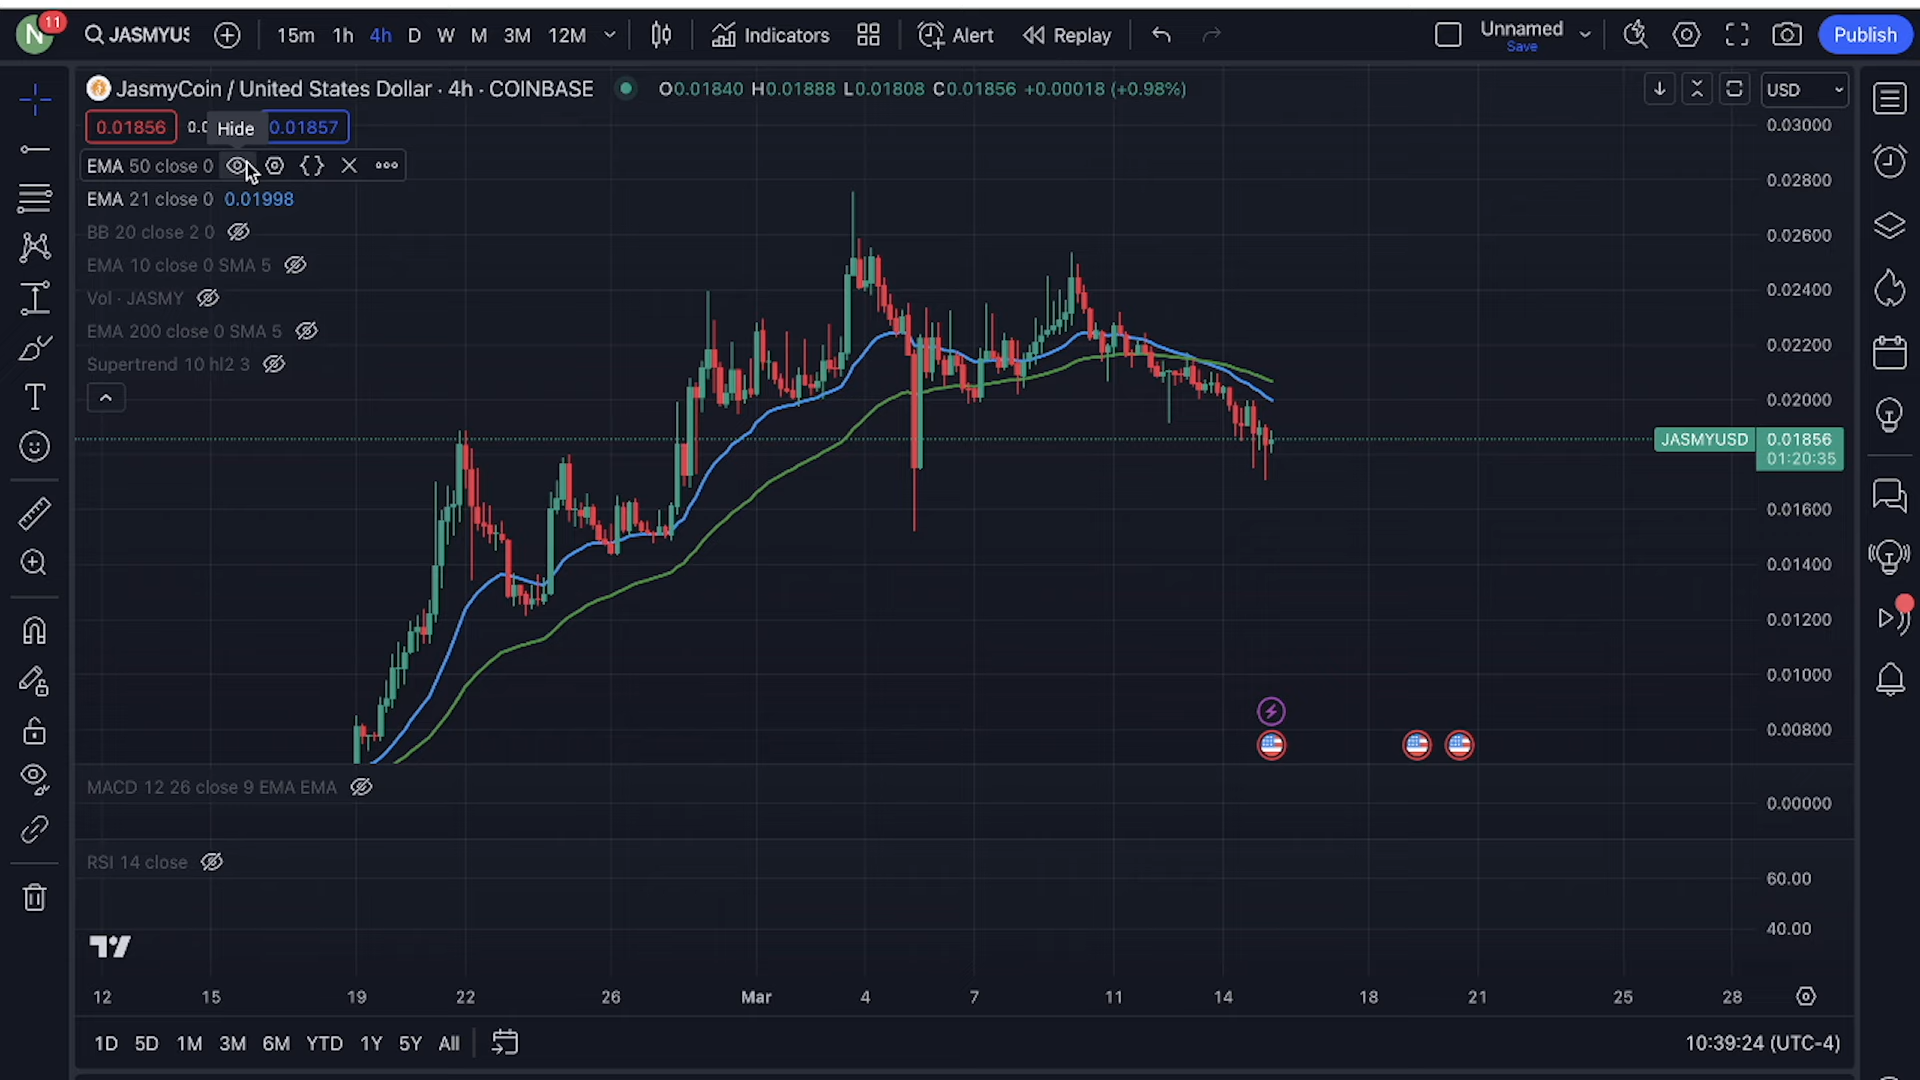 N 11 JASMYUS 15m 1h 4h D W M 3M 12M Indicators Alert Replay Unnamed Save Publish
JasmyCoin / United States Dollar · 4h · COINBASE O0.01840 H0.01888 L0.01808 C0.01856 +0.00018 (+0.98%) USD
0.01856 0.0 Hide 0.01857
EMA 50 close 0
EMA 21 close 0 0.01998
BB 20 close 2 0
EMA 10 close 0 SMA 5
Vol · JASMY
EMA 200 close 0 SMA 5
Supertrend 10 hl2 3
0.03000
0.02800
0.02600
0.02400
0.02200
0.02000
JASMYUSD 0.01856
01:20:35
0.01600
0.01400
0.01200
0.01000
0.00800
MACD 12 26 close 9 EMA EMA
0.00000
RSI 14 close
60.00
40.00
12 15 19 22 26 Mar 4 7 11 14 18 21 25 28
1D 5D 1M 3M 6M YTD 1Y 5Y All 10:39:24 (UTC-4)